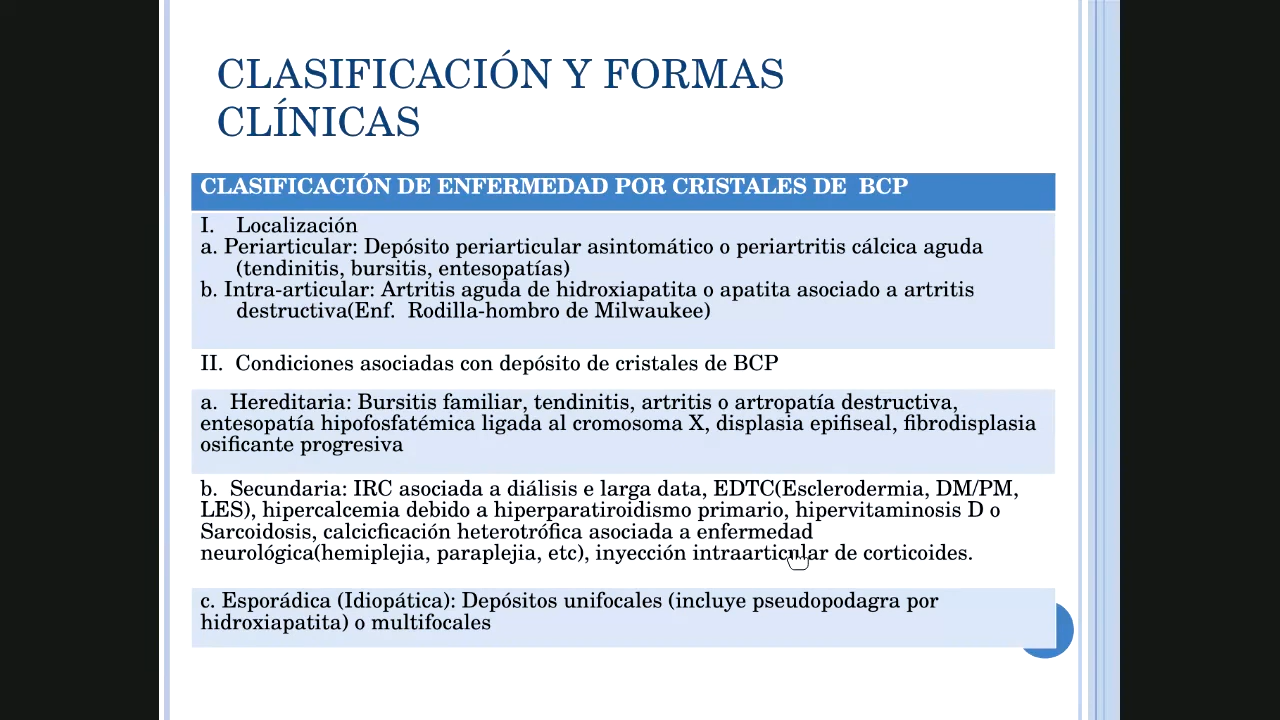 CLASIFICACIÓN Y FORMAS
CLÍNICAS
CLASIFICACIÓN DE ENFERMEDAD POR CRISTALES DE BCP
I. Localización
a. Periarticular: Depósito periarticular asintomático o periartritis cálcica aguda
(tendinitis, bursitis, entesopatías)
b. Intra-articular: Artritis aguda de hidroxiapatita o apatita asociado a artritis
destructiva(Enf. Rodilla-hombro de Milwaukee)
II. Condiciones asociadas con depósito de cristales de BCP
a. Hereditaria: Bursitis familiar, tendinitis, artritis o artropatía destructiva,
entesopatía hipofosfatémica ligada al cromosoma X, displasia epifiseal, fibrodisplasia
osificante progresiva
b. Secundaria: IRC asociada a diálisis e larga data, EDTC(Esclerodermia, DM/PM,
LES), hipercalcemia debido a hiperparatiroidismo primario, hipervitaminosis D o
Sarcoidosis, calcicficación heterotrófica asociada a enfermedad
neurológica(hemiplejia, paraplejia, etc), inyección intraarticular de corticoides.
c. Esporádica (Idiopática): Depósitos unifocales (incluye pseudopodagra por
hidroxiapatita) o multifocales